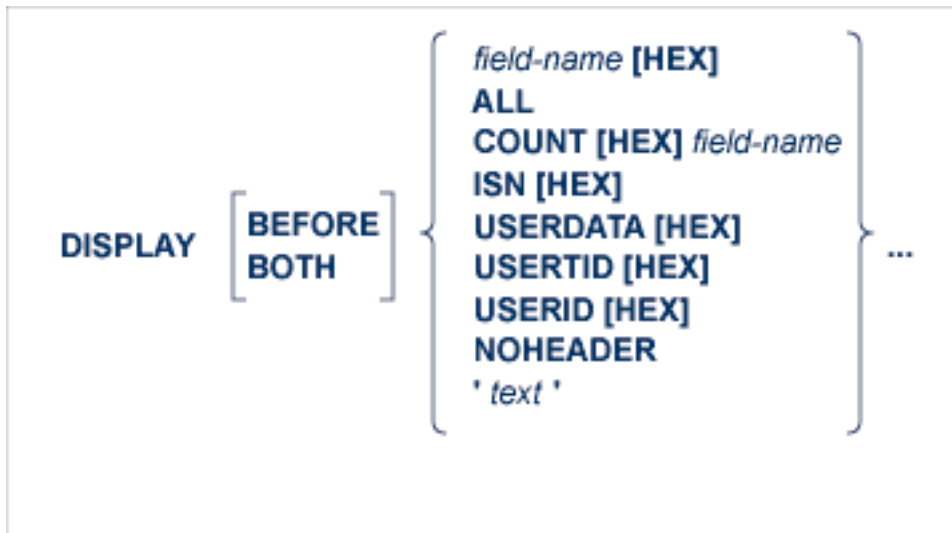 DISPLAY
BEFORE
BOTH
field-name [HEX]
ALL
COUNT [HEX] field-name
ISN [HEX]
USERDATA [HEX]
USERTID [HEX]
USERID [HEX]
NOHEADER
' text '
...